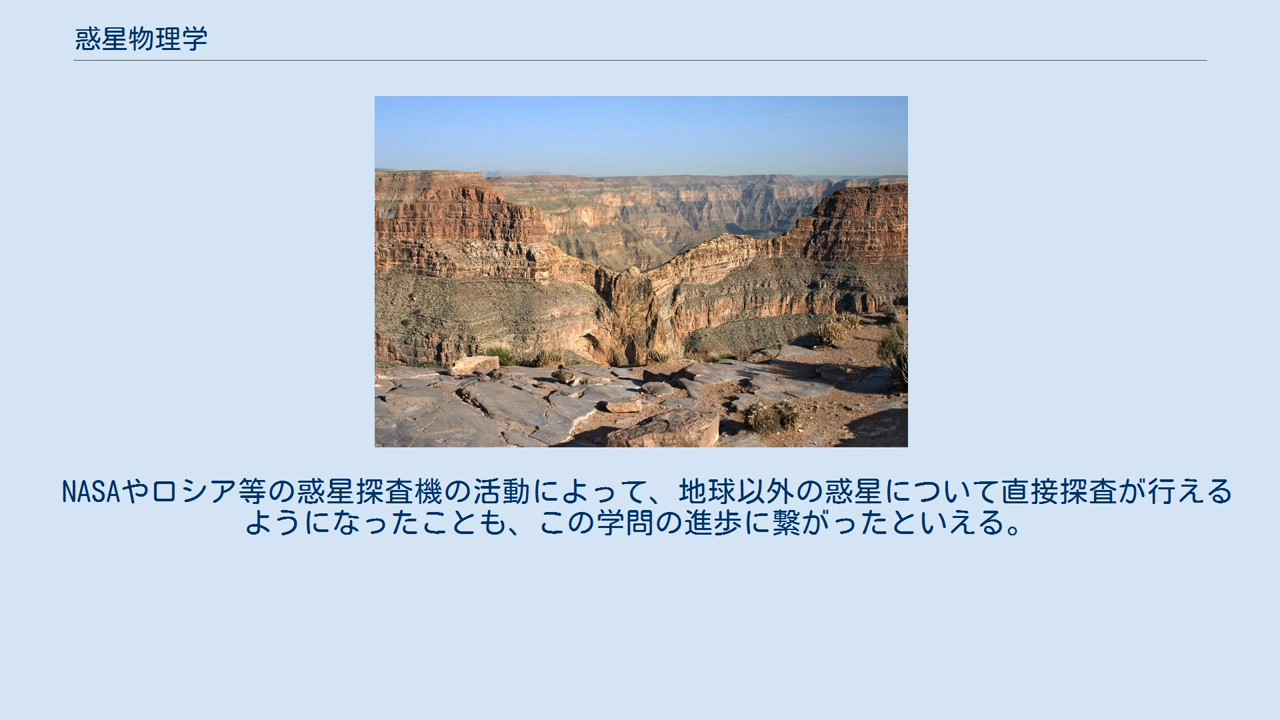 惑星物理学
NASAやロシア等の惑星探査機の活動によって、地球以外の惑星について直接探査が行える
ようになったことも、この学問の進歩に繋がったといえる。